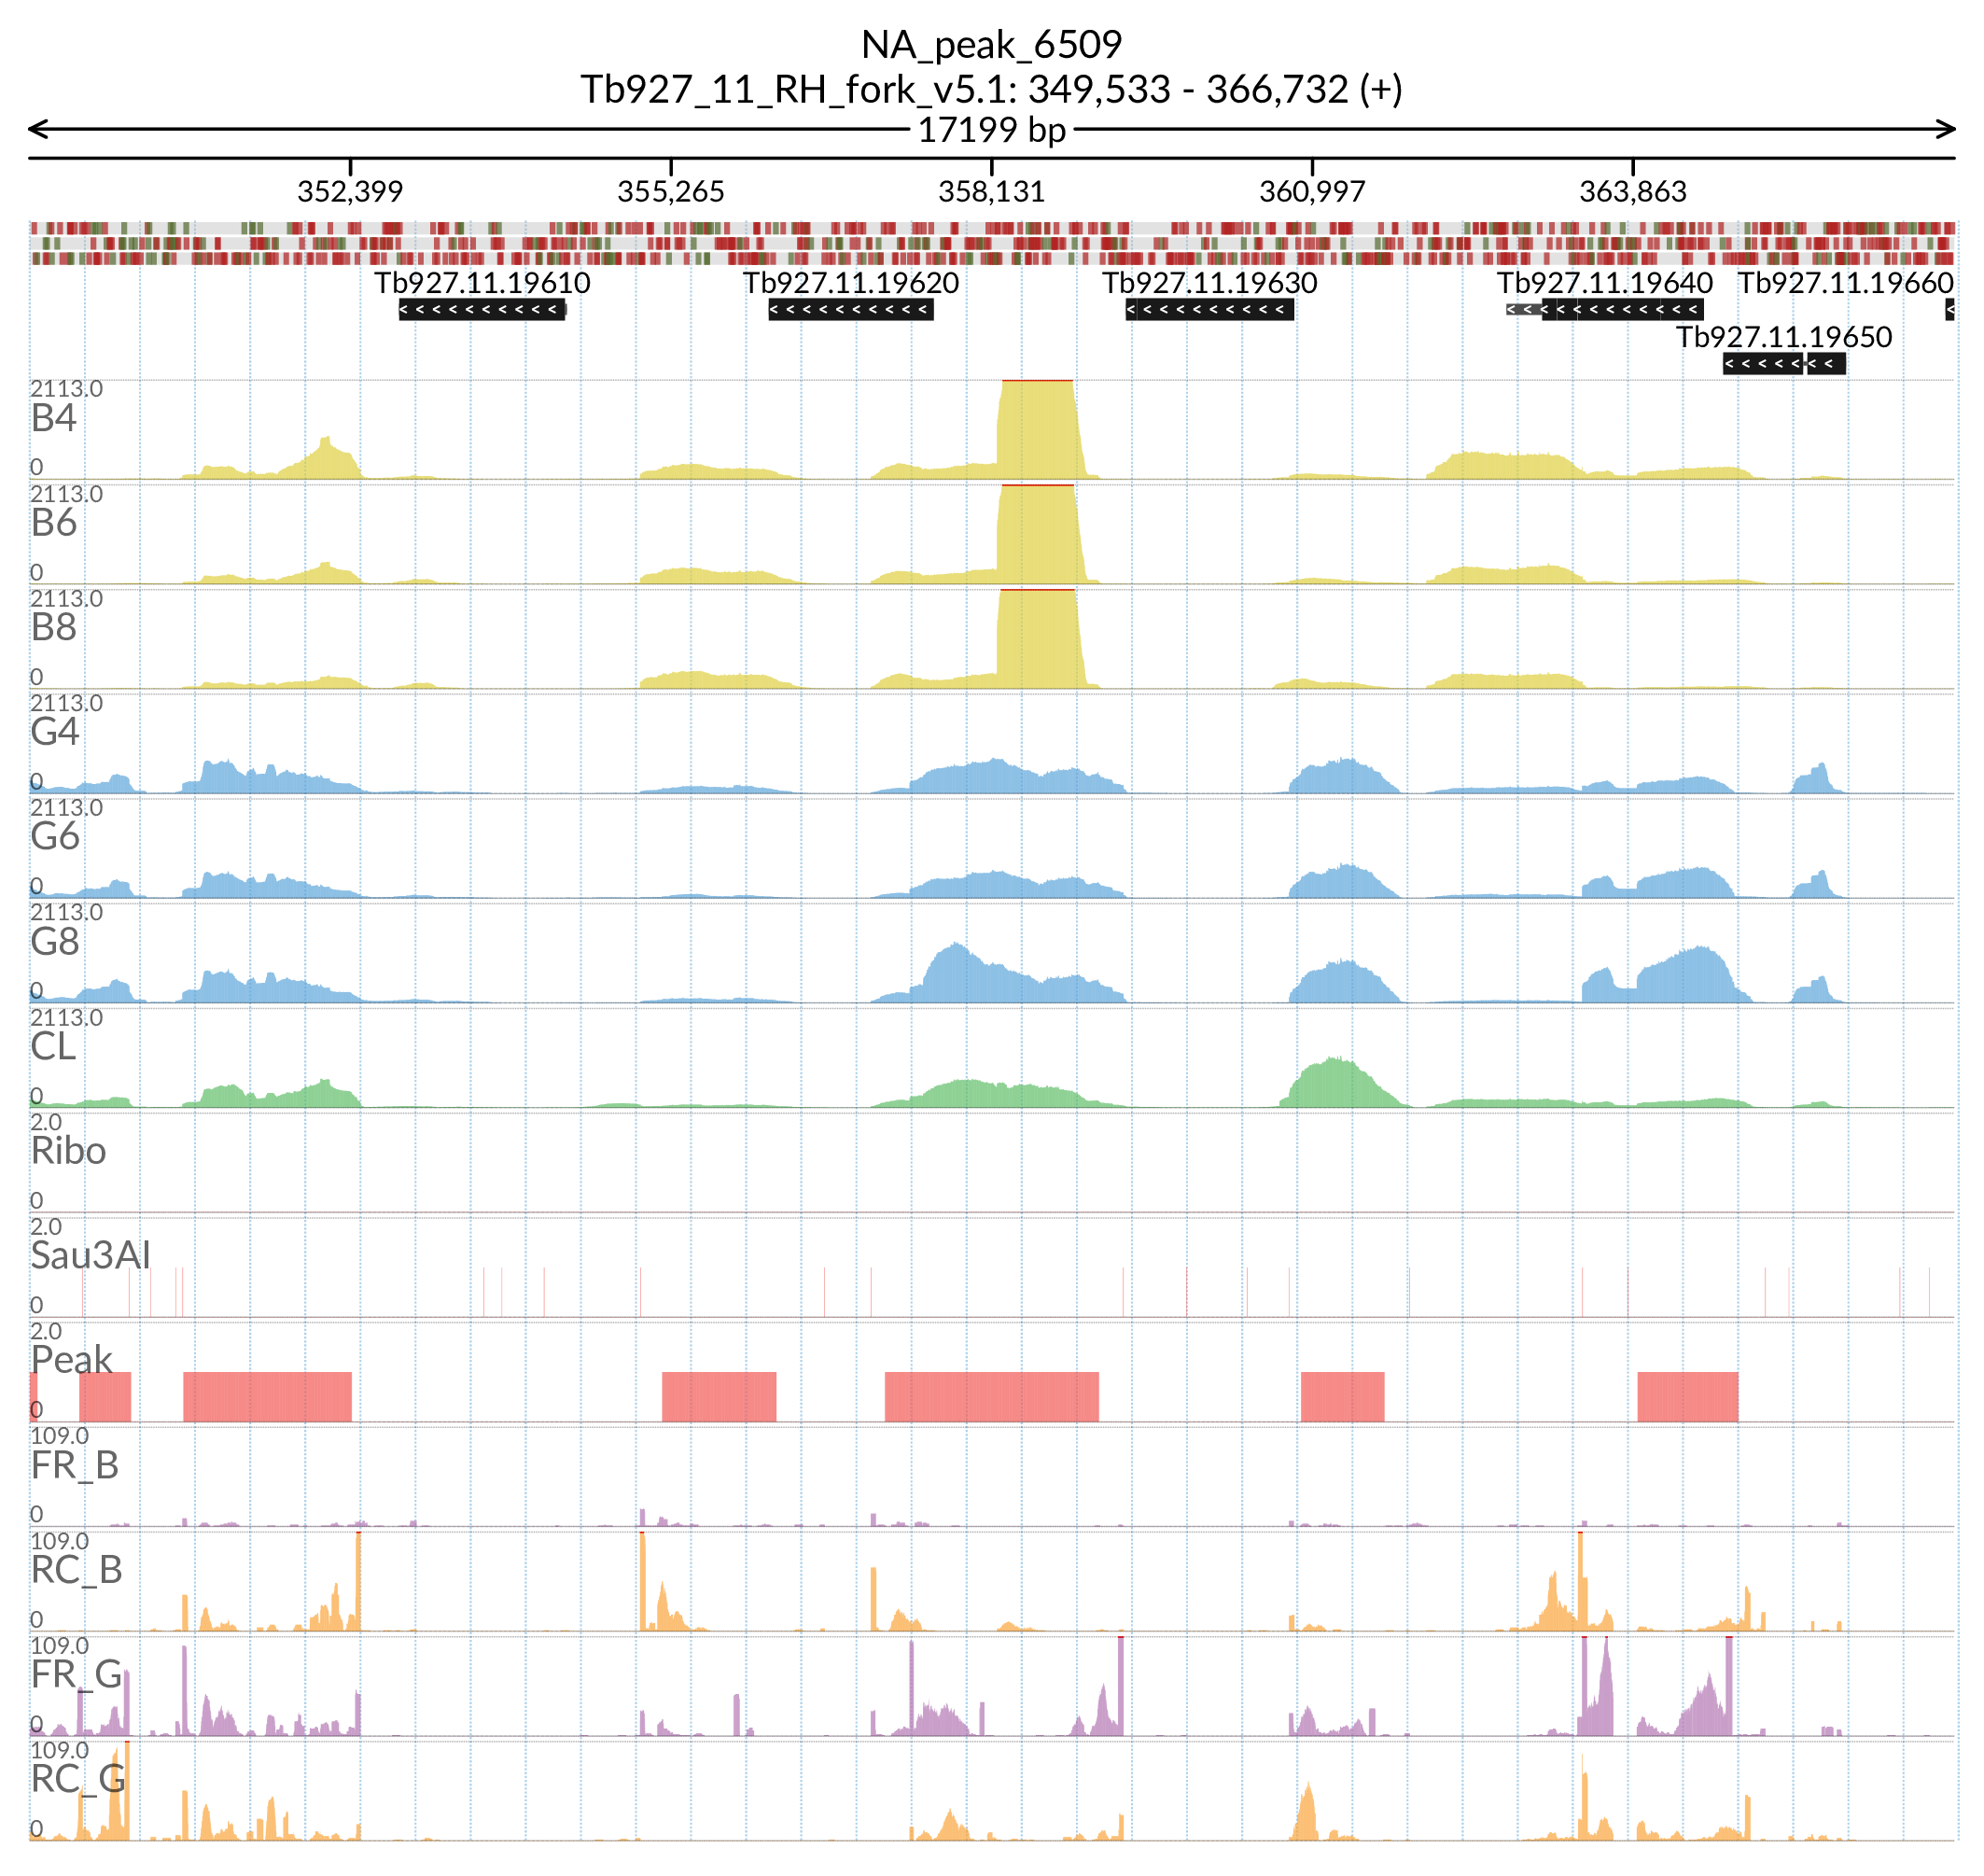 NA_peak_6509
Tb927_11_RH_fork_v5.1: 349,533 - 366,732 (+)
17199 bp
352,399 355,265 358,131 360,997 363,863
Tb927.11.19610 Tb927.11.19620 Tb927.11.19630 Tb927.11.19640 Tb927.11.19660
Tb927.11.19650
2113.0
B4
0
2113.0
B6
0
2113.0
B8
0
2113.0
G4
0
2113.0
G6
0
2113.0
G8
0
2113.0
CL
0
2.0
Ribo
0
2.0
Sau3AI
0
2.0
Peak
0
109.0
FR_B
0
109.0
RC_B
0
109.0
FR_G
0
109.0
RC_G
0